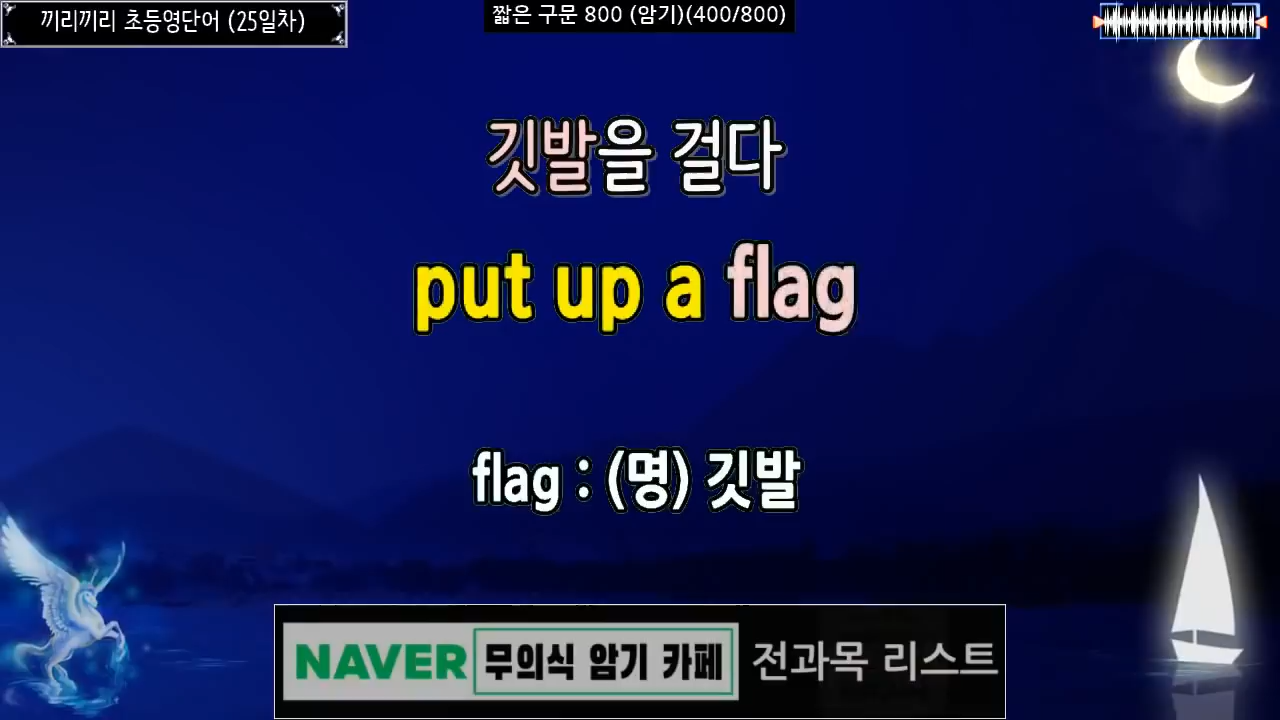 끼리끼리 초등영단어 (25일차)
짧은 구문 800 (암기)(400/800)
깃발을 걸다
put up a flag
flag : (명) 깃발
NAVER 무의식 암기 카페 전과목 리스트